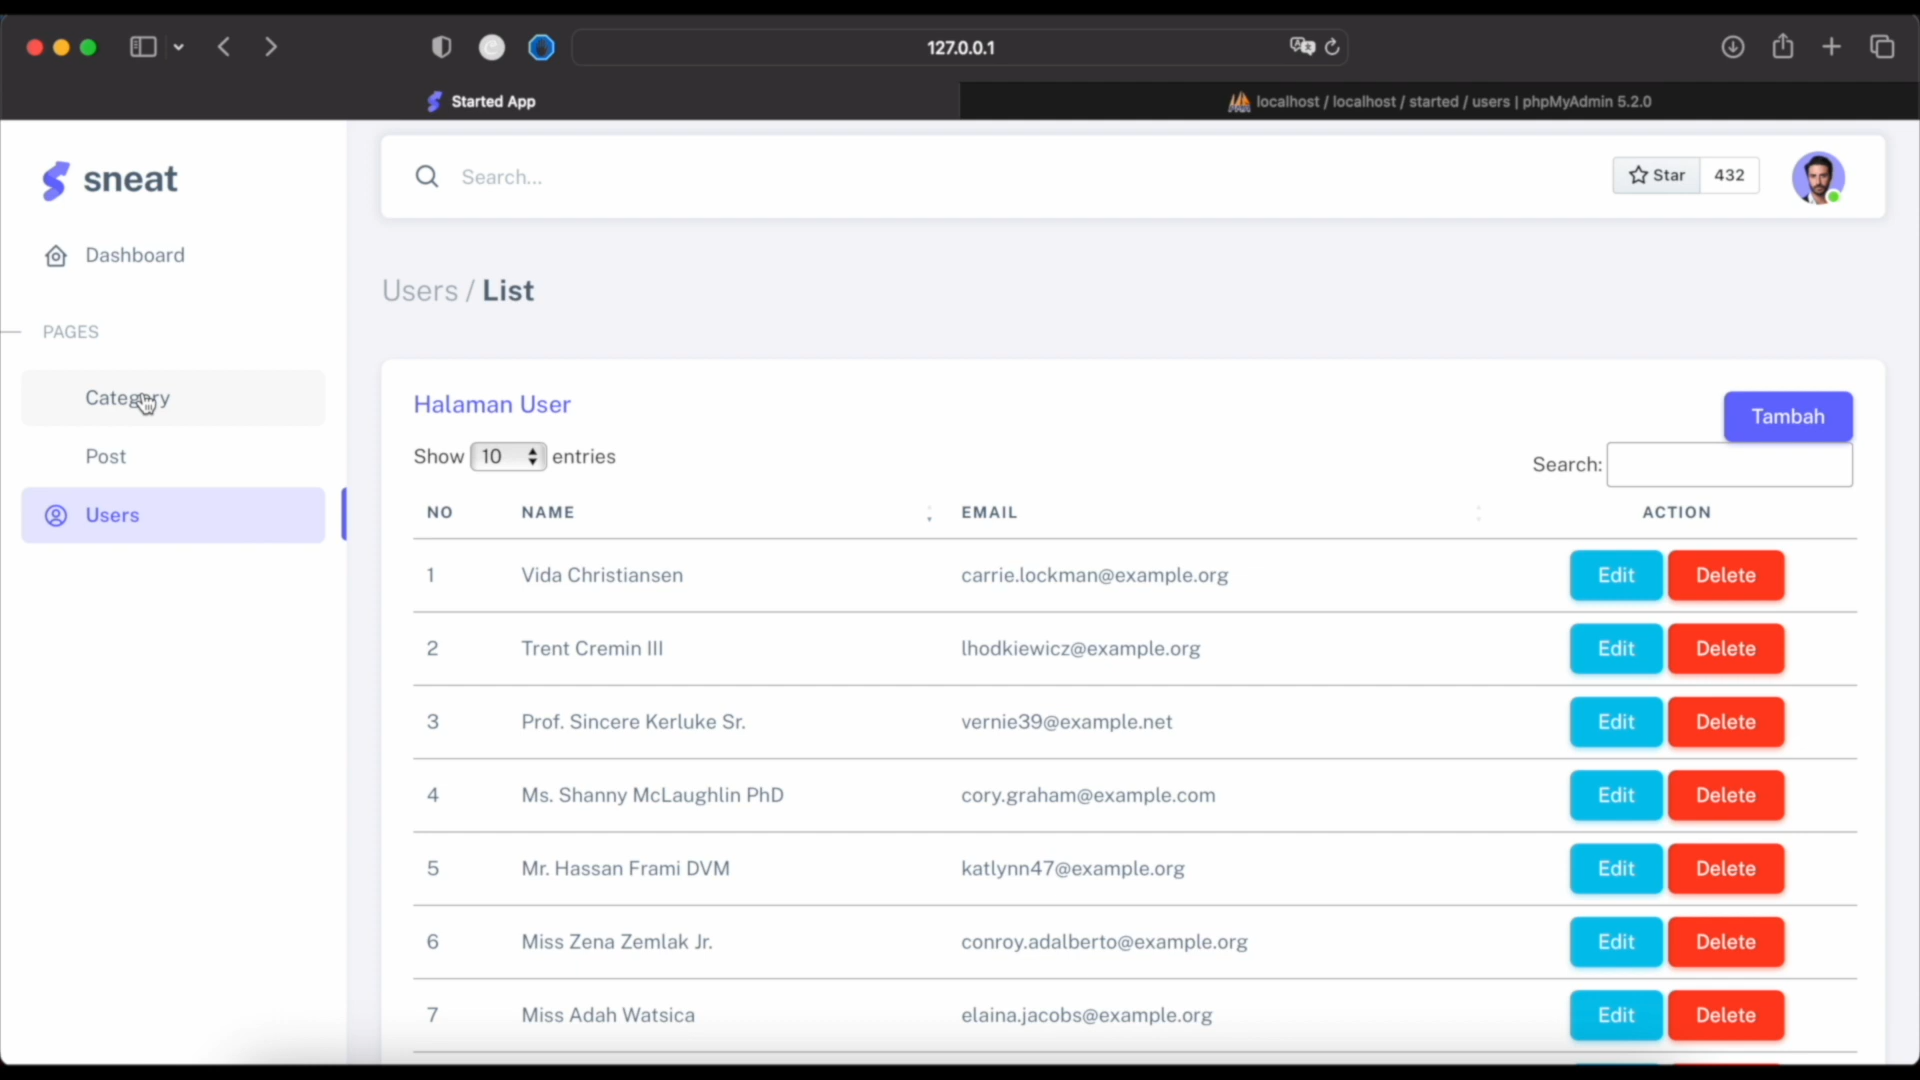 127.0.0.1
Started App
localhost / localhost / started / users | phpMyAdmin 5.2.0
sneat
Search...
Star 432
Dashboard
Users / List
PAGES
Category
Post
Users
Halaman User
Tambah
Show 10 entries
Search:
NO NAME EMAIL ACTION
1 Vida Christiansen carrie.lockman@example.org Edit Delete
2 Trent Cremin III lhodkiewicz@example.org Edit Delete
3 Prof. Sincere Kerluke Sr. vernie39@example.net Edit Delete
4 Ms. Shanny McLaughlin PhD cory.graham@example.com Edit Delete
5 Mr. Hassan Frami DVM katlynn47@example.org Edit Delete
6 Miss Zena Zemlak Jr. conroy.adalberto@example.org Edit Delete
7 Miss Adah Watsica elaina.jacobs@example.org Edit Delete